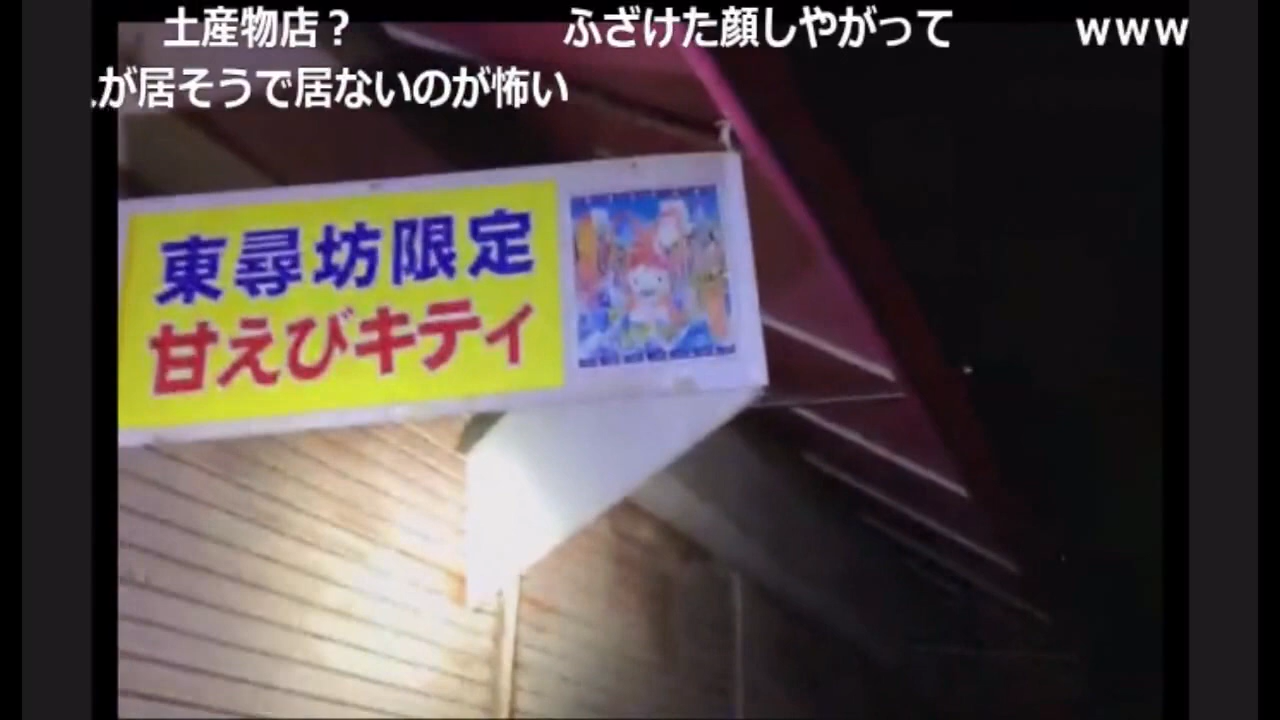 土産物店？
ふざけた顔しやがって
www
が居そうで居ないのが怖い
東尋坊限定
甘えびキティ